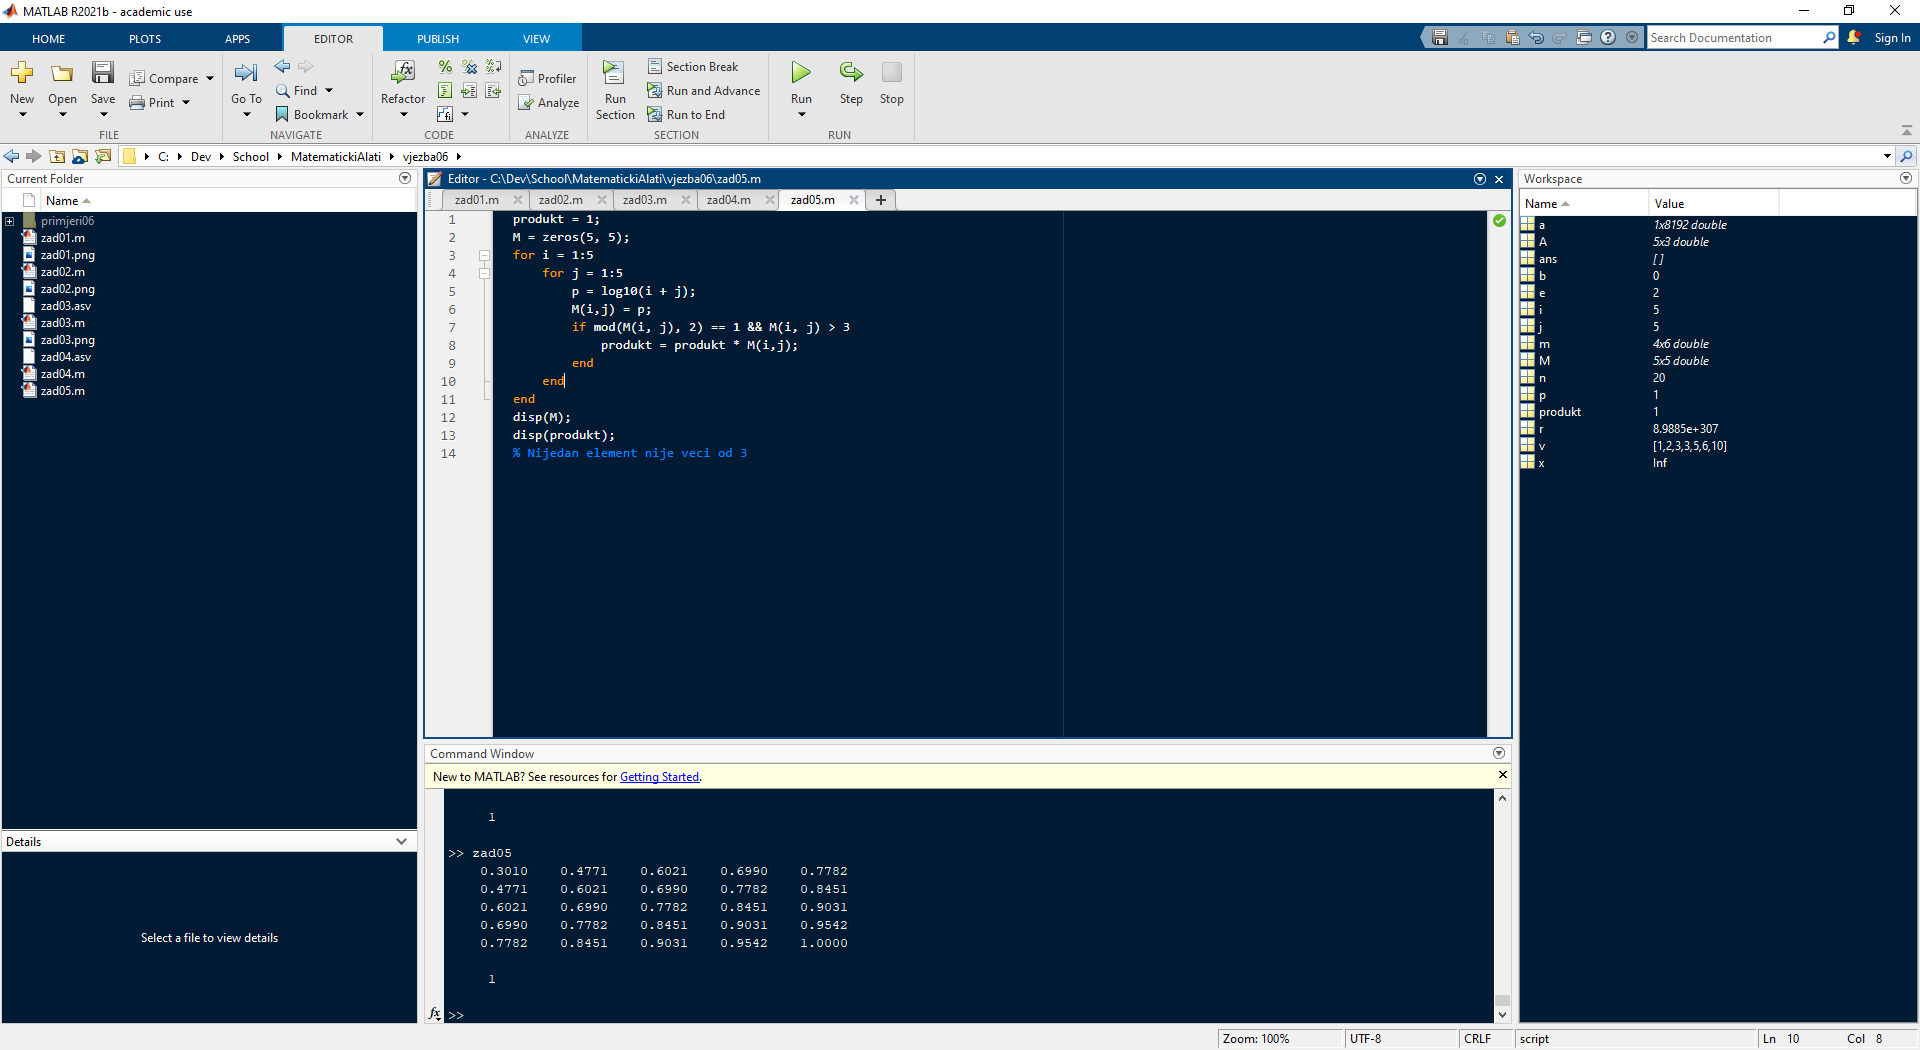 MATLAB R2021b - academic use
HOME PLOTS APPS EDITOR PUBLISH VIEW
Search Documentation
Sign In
New
Open
Save
Compare
Print
FILE
Go To
Find
Bookmark
NAVIGATE
Refactor
CODE
Profiler
Analyze
ANALYZE
Run Section
Section Break
Run and Advance
Run to End
SECTION
Run
Step
Stop
RUN
C: Dev School MatematickiAlati vjezba06
Current Folder
Name
primjeri06
zad01.m
zad01.png
zad02.m
zad02.png
zad03.asv
zad03.m
zad03.png
zad04.asv
zad04.m
zad05.m
Details
Select a file to view details
Editor - C:\Dev\School\MatematickiAlati\vjezba06\zad05.m
zad01.m zad02.m zad03.m zad04.m zad05.m
1 produkt = 1;
2 M = zeros(5, 5);
3 for i = 1:5
4 for j = 1:5
5 p = log10(i + j);
6 M(i,j) = p;
7 if mod(M(i, j), 2) == 1 && M(i, j) > 3
8 produkt = produkt * M(i,j);
9 end
10 end
11 end
12 disp(M);
13 disp(produkt);
14 % Nijedan element nije veci od 3
Command Window
New to MATLAB? See resources for Getting Started.
1
>> zad05
0.3010 0.4771 0.6021 0.6990 0.7782
0.4771 0.6021 0.6990 0.7782 0.8451
0.6021 0.6990 0.7782 0.8451 0.9031
0.6990 0.7782 0.8451 0.9031 0.9542
0.7782 0.8451 0.9031 0.9542 1.0000
1
fx >>
Workspace
Name Value
a 1x8192 double
A 5x3 double
ans []
b 0
e 2
i 5
j 5
m 4x6 double
M 5x5 double
n 20
p 1
produkt 1
r 8.9885e+307
v [1,2,3,3,5,6,10]
x Inf
Zoom: 100% UTF-8 CRLF script Ln 10 Col 8